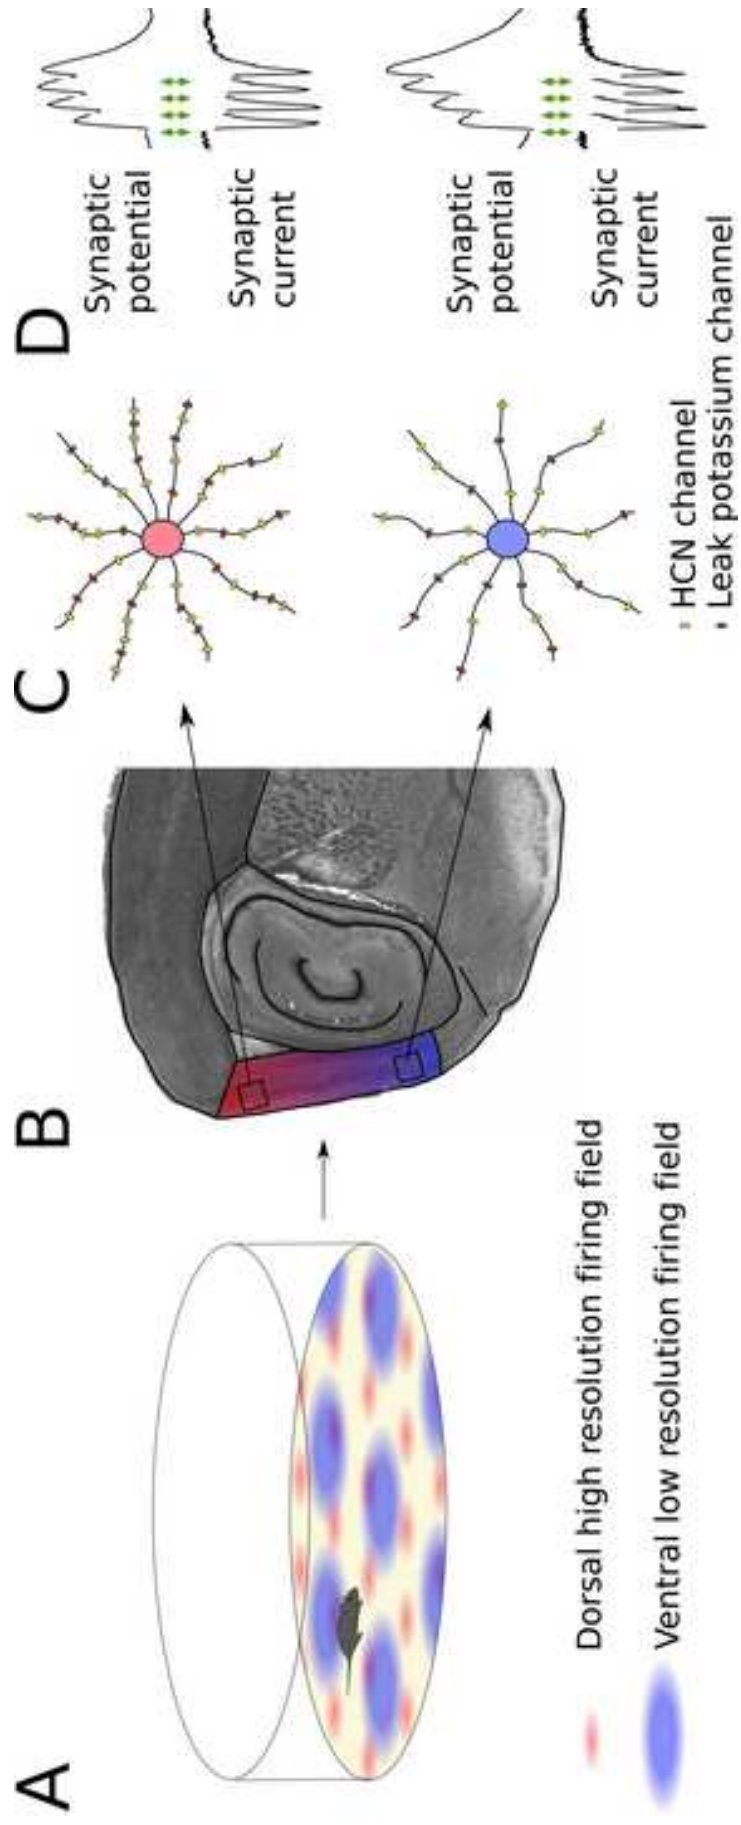 A
Dorsal high resolution firing field
Ventral low resolution firing field
B
C
HCN channel
Leak potassium channel
D
Synaptic
potential
Synaptic
current
Synaptic
potential
Synaptic
current